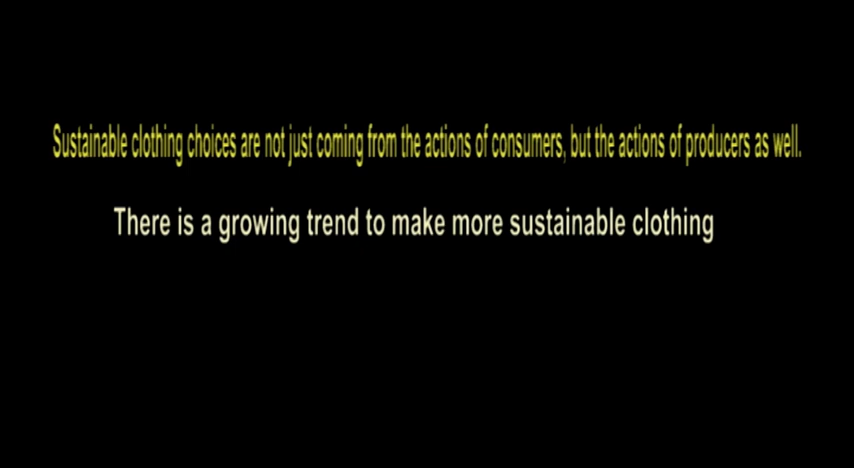 Sustainable clothing choices are not just coming from the actions of consumers, but the actions of producers as well.
There is a growing trend to make more sustainable clothing